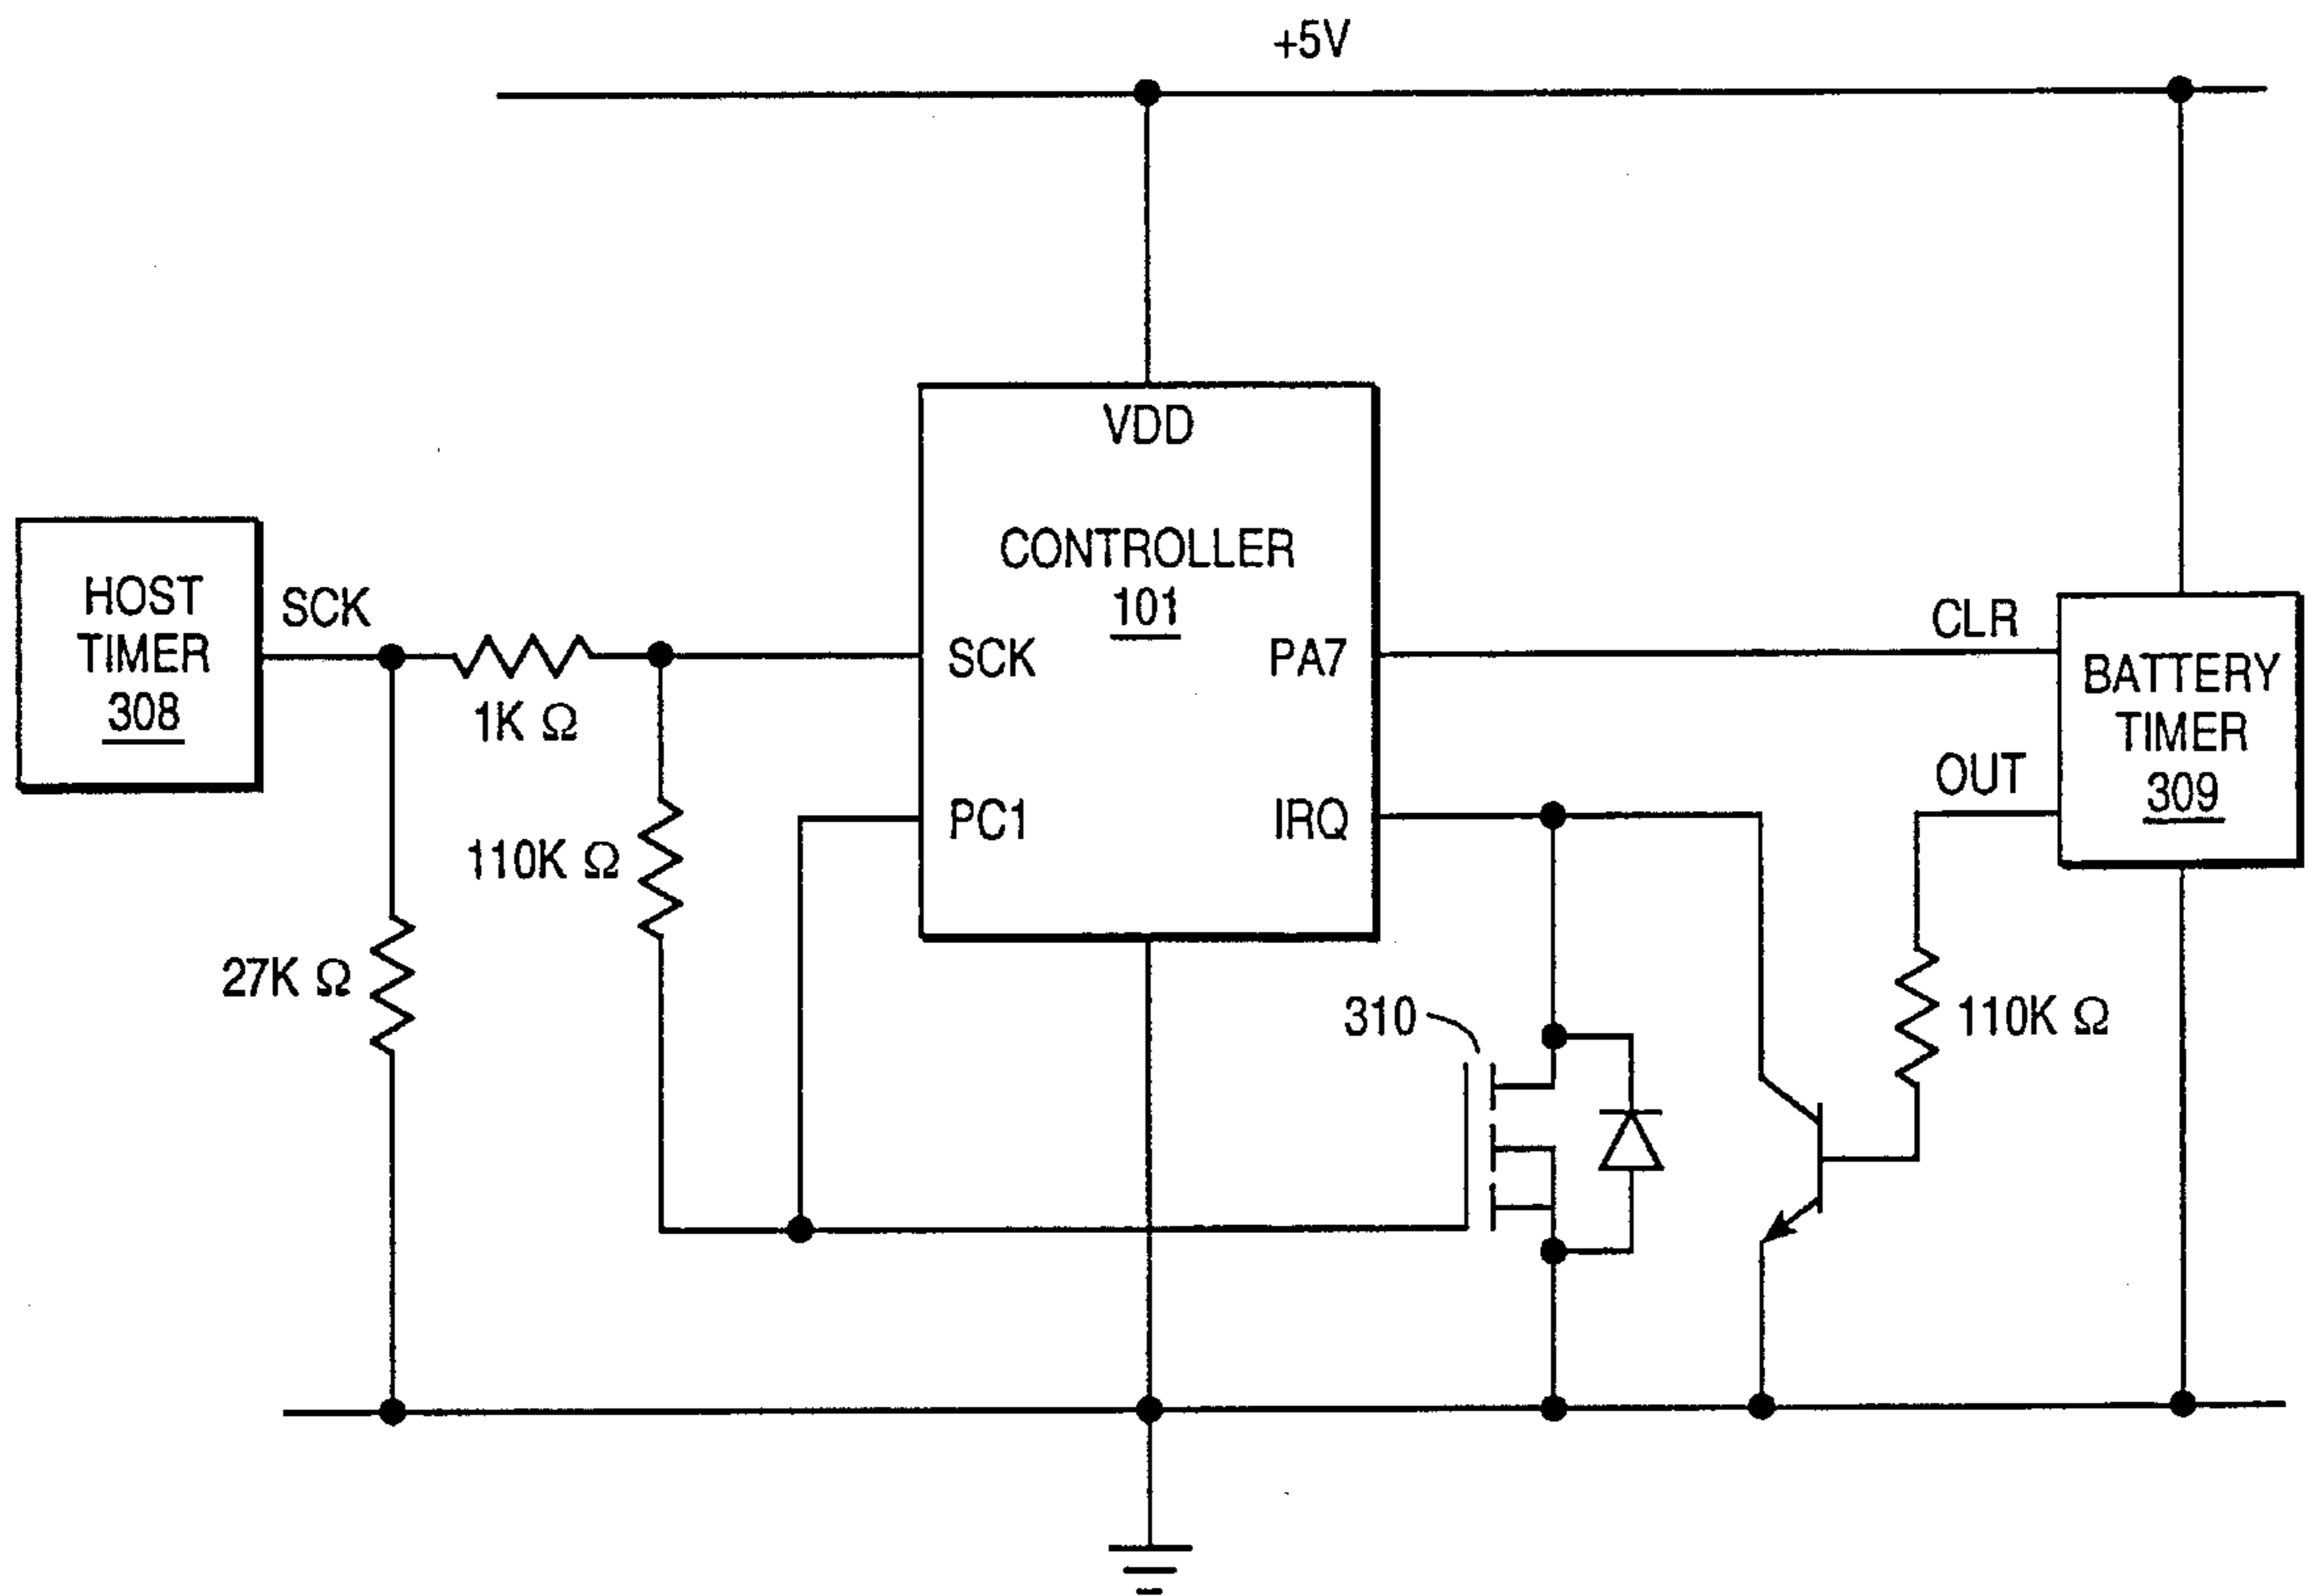 +5V
VDD
CONTROLLER
101
SCK
PA7
PC1
IRQ
HOST
TIMER
308
SCK
1K Ω
110K Ω
27K Ω
CLR
OUT
BATTERY
TIMER
309
310
110K Ω